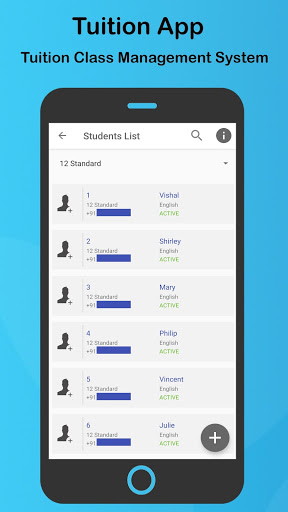 Tuition App
Tuition Class Management System
Students List
12 Standard
1 Vishal
12 Standard English
+91 ACTIVE
2 Shirley
12 Standard English
+91 ACTIVE
3 Mary
12 Standard English
+91 ACTIVE
4 Philip
12 Standard English
+91 ACTIVE
5 Vincent
12 Standard English
+91 ACTIVE
6 Julie
12 Standard English
+91 ACTIVE